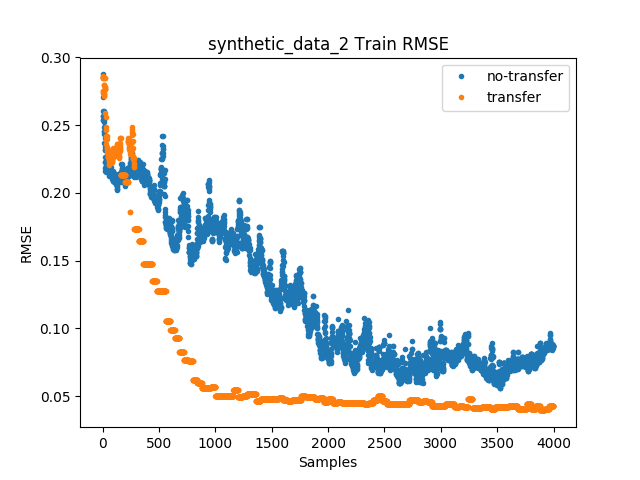 synthetic_data_2 Train RMSE
no-transfer
transfer
0.30
0.25
0.20
0.15
0.10
0.05
RMSE
0 500 1000 1500 2000 2500 3000 3500 4000
Samples